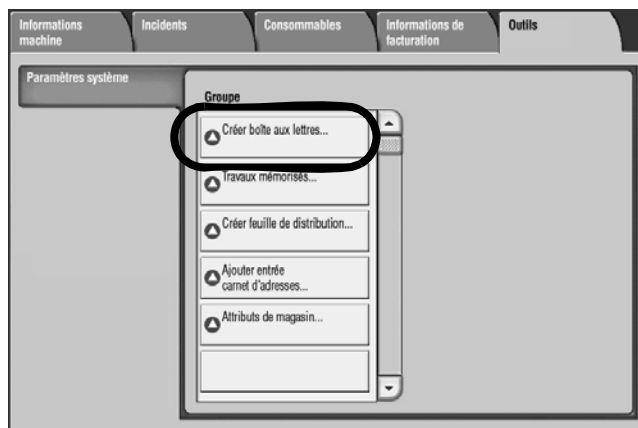 Informations
machine
Incidents
Consommables
Informations de
facturation
Outils
Paramètres système
Groupe
Créer boîte aux lettres...
Travaux mémorisés...
Créer feuille de distribution...
Ajouter entrée
carnet d'adresses...
Attributs de magasin...